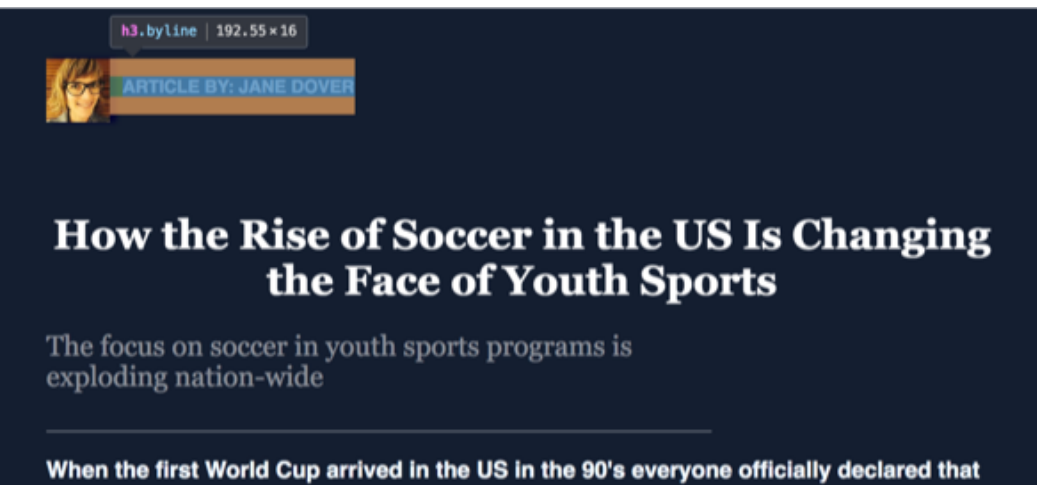 h3.byline | 192.55×16
ARTICLE BY: JANE DOVER
How the Rise of Soccer in the US Is Changing
the Face of Youth Sports
The focus on soccer in youth sports programs is
exploding nation-wide
When the first World Cup arrived in the US in the 90's everyone officially declared that